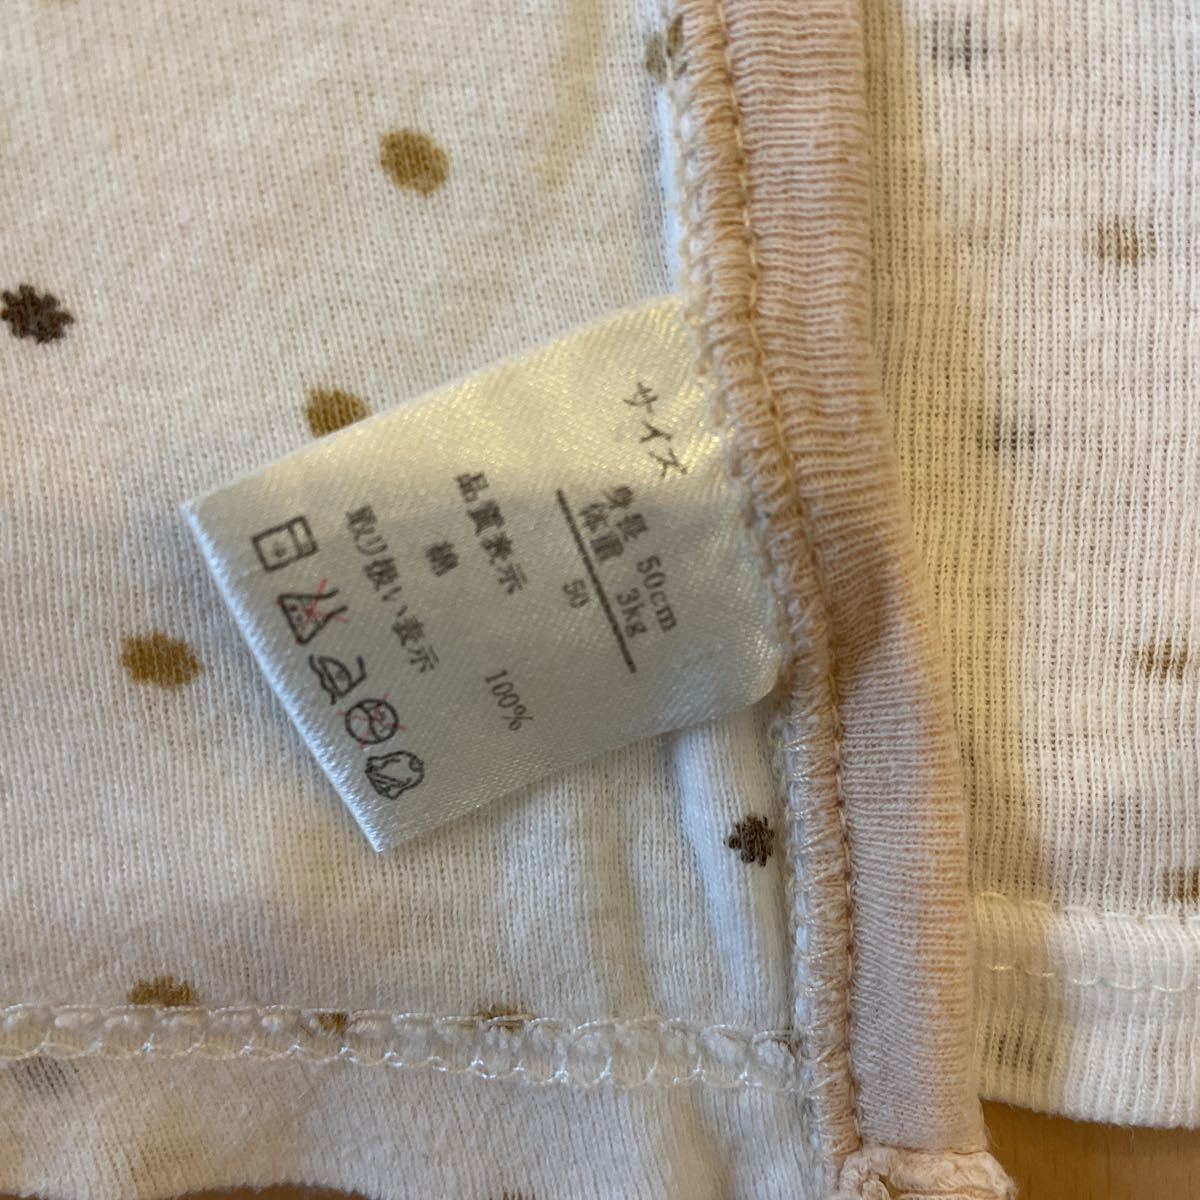 サイズ
身長 50cm
体重 3kg
50
品質表示
綿 100%
取り扱い表示